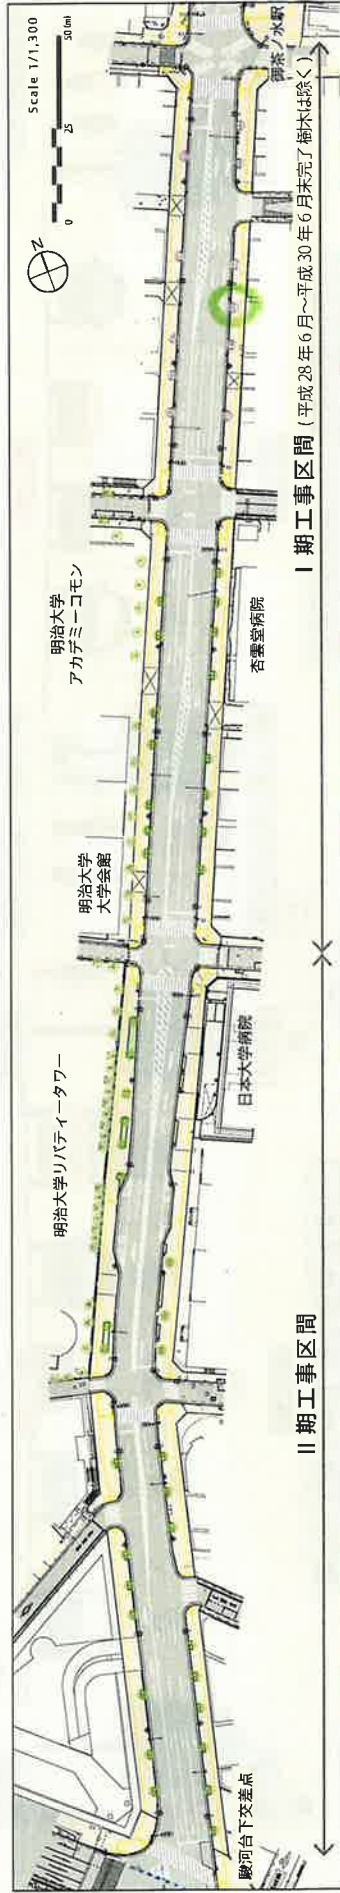 Scale 1/1,300
0 25 50(m)
N
御茶ノ水駅
明治大学
アカデミーコモン
明治大学
大学会館
明治大学リバティータワー
杏雲堂病院
日本大学病院
駿河台下交差点
I 期工事区間(平成28年6月~平成30年6月末完了 樹木は除く)
II 期工事区間